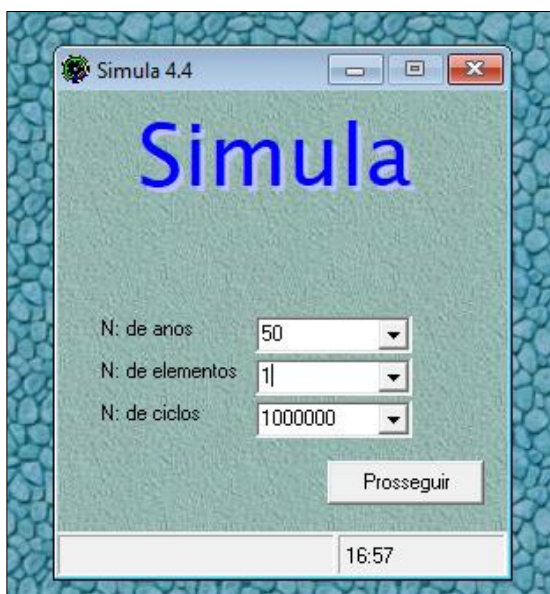 Simula 4.4
Simula
N: de anos 50
N: de elementos 1
N: de ciclos 1000000
Prosseguir
16:57